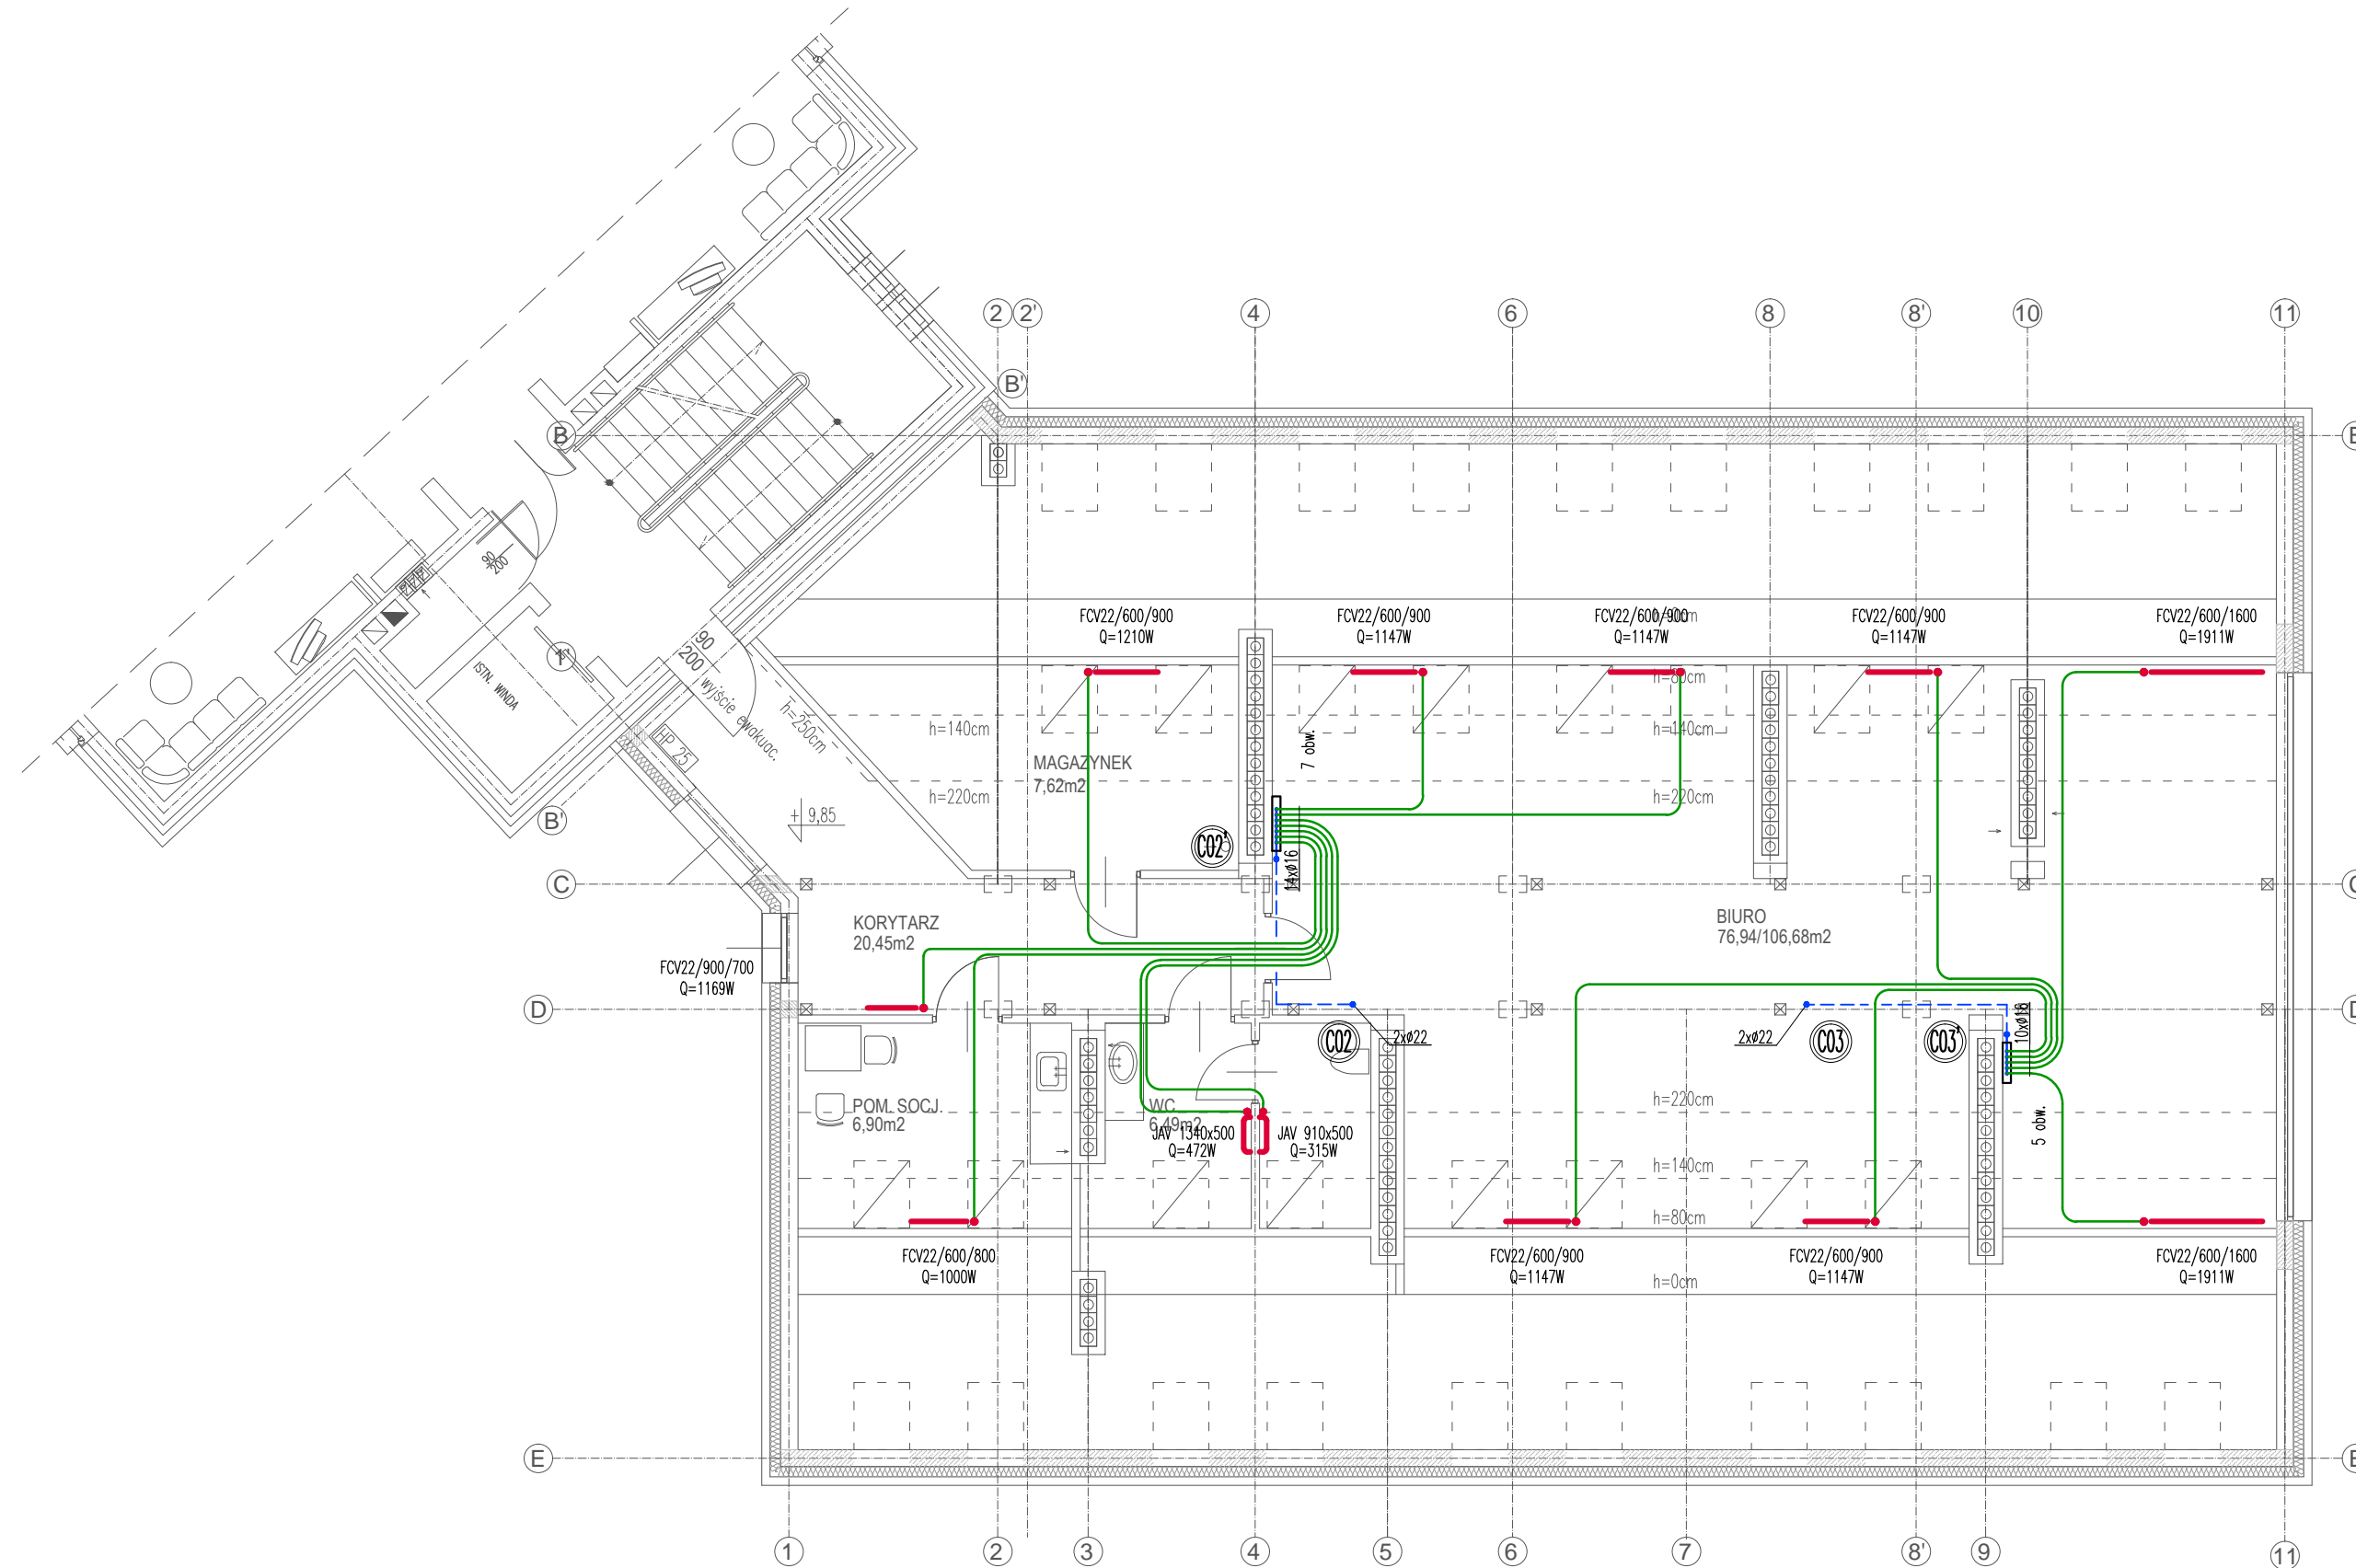 2
2'
4
6
8
8'
10
11
B'
B
90
200
1'
ISTN. WINDA
90
200 wyjście ewakuac.
h=250cm
HP 25
B'
FCV22/600/900
Q=1210W
FCV22/600/900
Q=1147W
FCV22/600/900
Q=1147W
h=0cm
FCV22/600/900
Q=1147W
FCV22/600/1600
Q=1911W
h=80cm
h=140cm
h=140cm
7 obw.
MAGAZYNEK
7,62m2
h=220cm
h=220cm
+ 9,85
C02'
14xø16
C
KORYTARZ
20,45m2
BIURO
76,94/106,68m2
FCV22/900/700
Q=1169W
D
D
C02
2xø22
2xø22
C03
C03'
10xø16
POM. SOCJ.
6,90m2
WC
6,49m2
h=220cm
5 obw.
JAV 1340x500
Q=472W
JAV 910x500
Q=315W
h=140cm
h=80cm
FCV22/600/800
Q=1000W
FCV22/600/900
Q=1147W
FCV22/600/900
Q=1147W
FCV22/600/1600
Q=1911W
h=0cm
E
1
2
3
4
5
6
7
8'
9
11